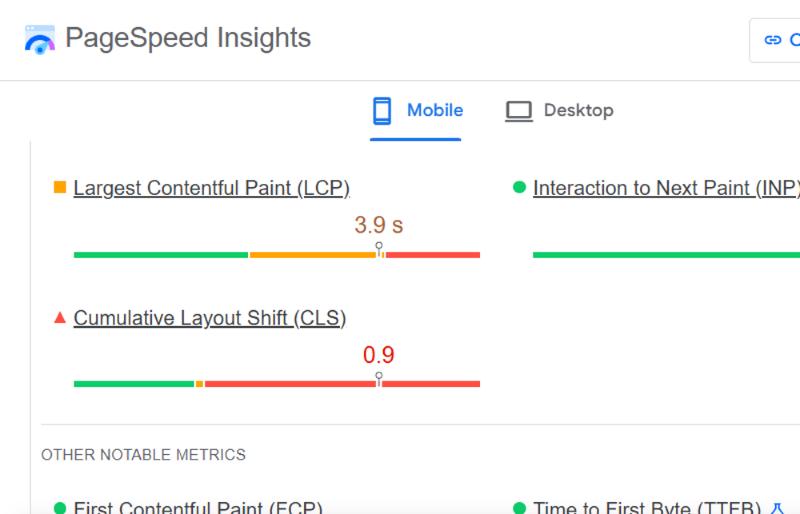 PageSpeed Insights
Mobile
Desktop
Largest Contentful Paint (LCP)
3.9 s
Interaction to Next Paint (INP)
Cumulative Layout Shift (CLS)
0.9
OTHER NOTABLE METRICS
First Contentful Paint (FCP)
Time to First Byte (TTFB)